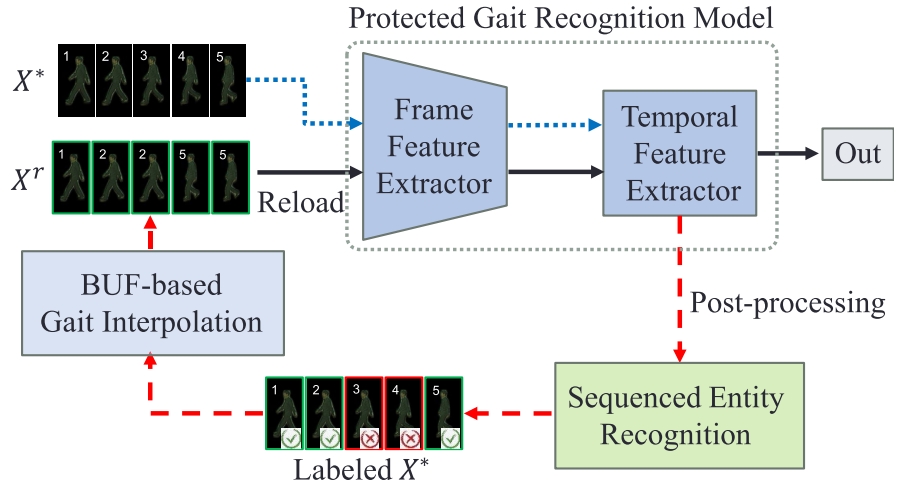 Protected Gait Recognition Model
X*
1 2 3 4 5
Frame
Feature
Extractor
Temporal
Feature
Extractor
Out
X^r
1 2 2 5 5
Reload
BUF-based
Gait Interpolation
Post-processing
1 2 3 4 5
Labeled X*
Sequenced Entity
Recognition